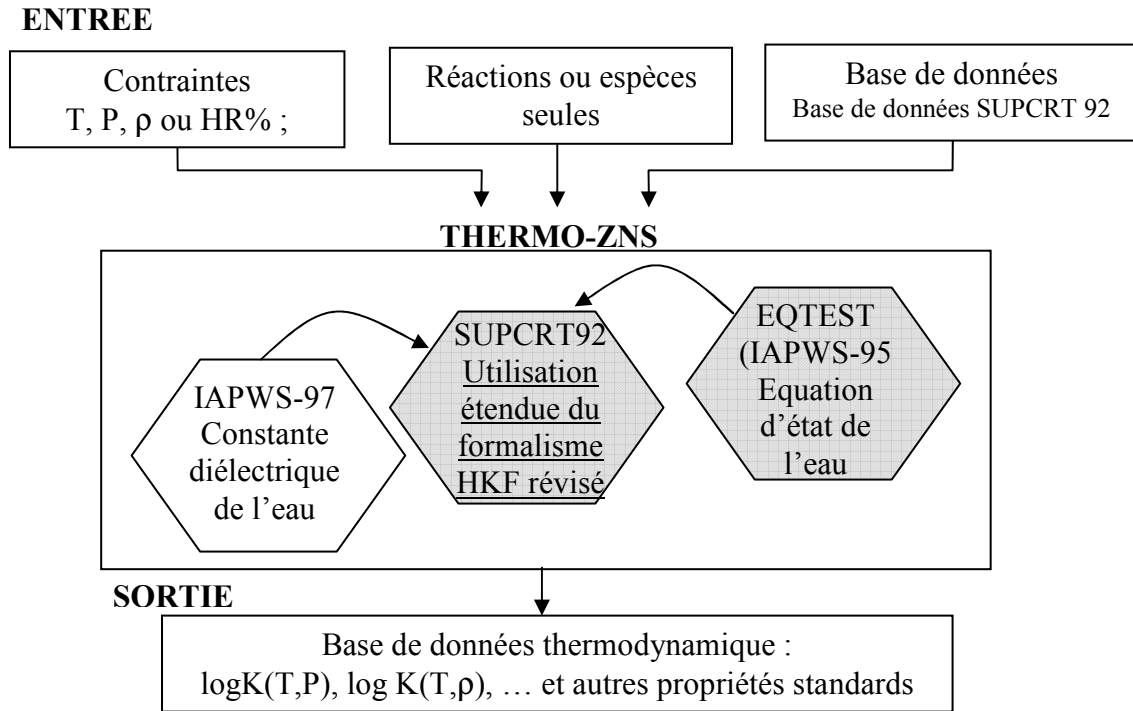 ENTREE
Contraintes
T, P, ρ ou HR% ;
Réactions ou espèces
seules
Base de données
Base de données SUPCRT 92
THERMO-ZNS
IAPWS-97
Constante
diélectrique
de l’eau
SUPCRT92
Utilisation
étendue du
formalisme
HKF révisé
EQTEST
(IAPWS-95
Equation
d’état de
l’eau
SORTIE
Base de données thermodynamique :
logK(T,P), log K(T,ρ), … et autres propriétés standards